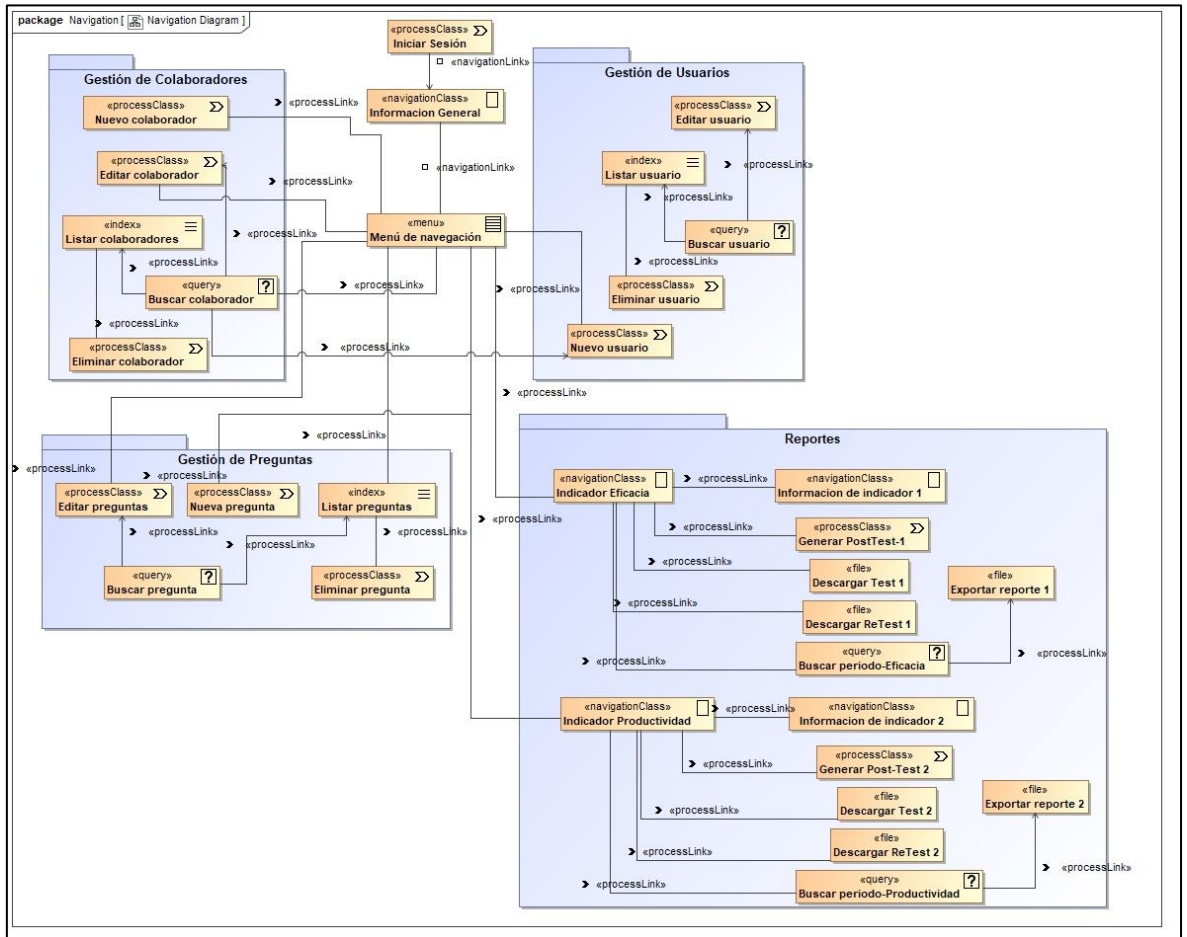 package Navigation [ Navigation Diagram ]
«processClass»
Iniciar Sesión
«navigationLink»
«navigationClass»
Informacion General
«navigationLink»
«menu»
Menú de navegación
Gestión de Colaboradores
«processClass»
Nuevo colaborador
«processLink»
«processClass»
Editar colaborador
«processLink»
«index»
Listar colaboradores
«processLink»
«processLink»
«query»
Buscar colaborador
«processLink»
«processLink»
«processClass»
Eliminar colaborador
«processLink»
Gestión de Usuarios
«processClass»
Editar usuario
«processLink»
«index»
Listar usuario
«processLink»
«query»
Buscar usuario
«processLink»
«processClass»
Eliminar usuario
«processLink»
«processClass»
Nuevo usuario
«processLink»
«processLink»
Gestión de Preguntas
«processLink»
«processLink»
«processClass»
Editar preguntas
«processClass»
Nueva pregunta
«index»
Listar preguntas
«processLink»
«processLink»
«processLink»
«processLink»
«query»
Buscar pregunta
«processClass»
Eliminar pregunta
Reportes
«navigationClass»
Indicador Eficacia
«processLink»
«navigationClass»
Informacion de indicador 1
«processLink»
«processClass»
Generar PostTest-1
«processLink»
«file»
Descargar Test 1
«processLink»
«file»
Descargar ReTest 1
«file»
Exportar reporte 1
«processLink»
«query»
Buscar periodo-Eficacia
«processLink»
«navigationClass»
Indicador Productividad
«processLink»
«navigationClass»
Informacion de indicador 2
«processLink»
«processClass»
Generar Post-Test 2
«processLink»
«file»
Descargar Test 2
«file»
Exportar reporte 2
«processLink»
«file»
Descargar ReTest 2
«processLink»
«query»
Buscar periodo-Productividad
«processLink»